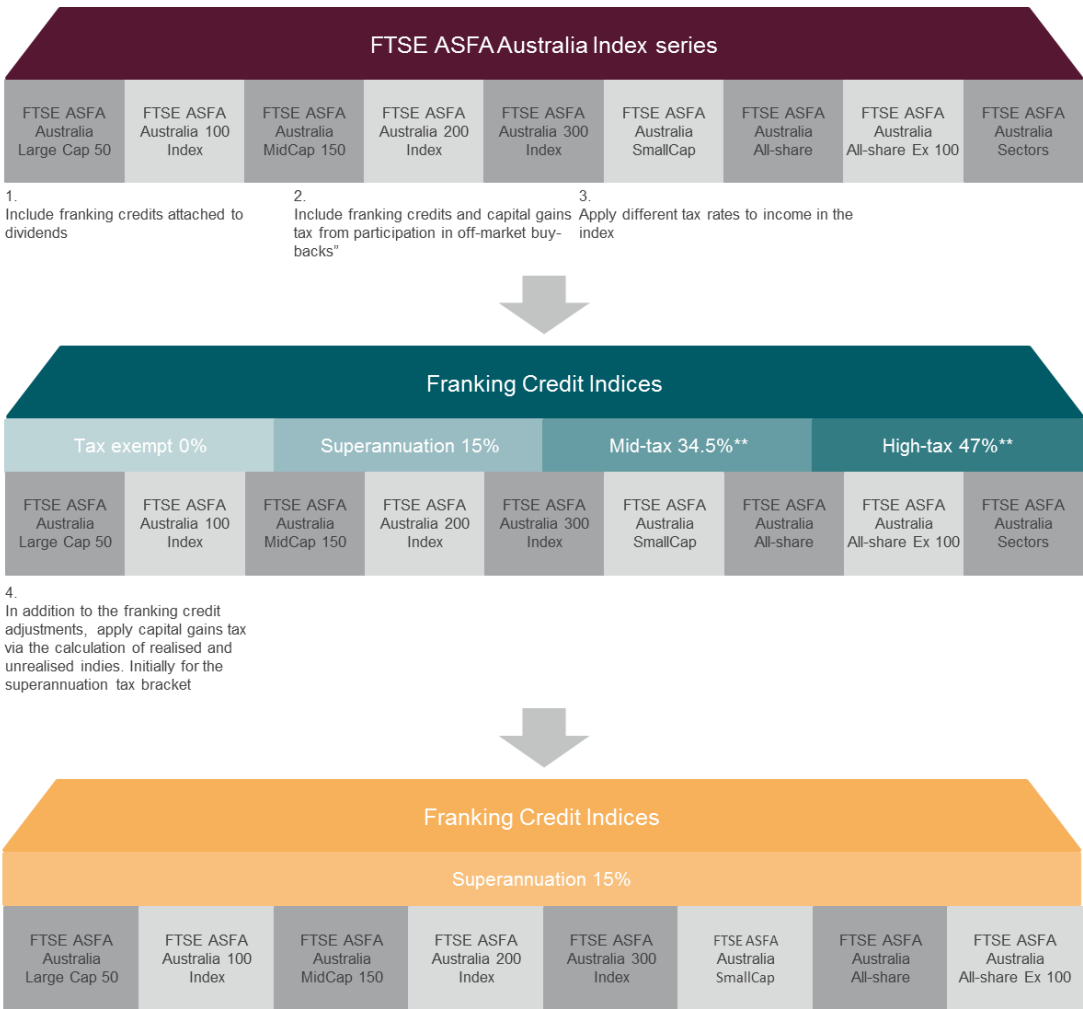 FTSE ASFA Australia Index series
FTSE ASFA
Australia
Large Cap 50
FTSE ASFA
Australia 100
Index
FTSE ASFA
Australia
MidCap 150
FTSE ASFA
Australia 200
Index
FTSE ASFA
Australia 300
Index
FTSE ASFA
Australia
SmallCap
FTSE ASFA
Australia
All-share
FTSE ASFA
Australia
All-share Ex 100
FTSE ASFA
Australia
Sectors
1.
Include franking credits attached to
dividends
2.
Include franking credits and capital gains
tax from participation in off-market buy-
backs”
3.
Apply different tax rates to income in the
index
Franking Credit Indices
Tax exempt 0%
Superannuation 15%
Mid-tax 34.5%**
High-tax 47%**
FTSE ASFA
Australia
Large Cap 50
FTSE ASFA
Australia 100
Index
FTSE ASFA
Australia
MidCap 150
FTSE ASFA
Australia 200
Index
FTSE ASFA
Australia 300
Index
FTSE ASFA
Australia
SmallCap
FTSE ASFA
Australia
All-share
FTSE ASFA
Australia
All-share Ex 100
FTSE ASFA
Australia
Sectors
4.
In addition to the franking credit
adjustments, apply capital gains tax
via the calculation of realised and
unrealised indies. Initially for the
superannuation tax bracket
Franking Credit Indices
Superannuation 15%
FTSE ASFA
Australia
Large Cap 50
FTSE ASFA
Australia 100
Index
FTSE ASFA
Australia
MidCap 150
FTSE ASFA
Australia 200
Index
FTSE ASFA
Australia 300
Index
FTSE ASFA
Australia
SmallCap
FTSE ASFA
Australia
All-share
FTSE ASFA
Australia
All-share Ex 100